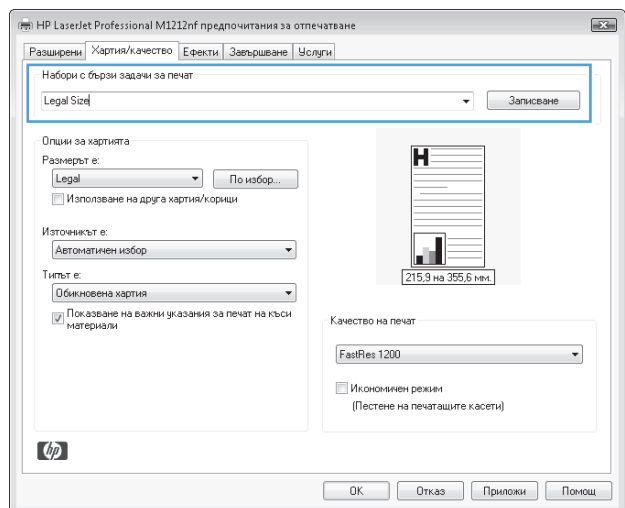 HP LaserJet Professional M1212nf предпочитания за отпечатване
Разширени Хартия/качество Ефекти Завършване Услуги
Набори с бързи задачи за печат
Legal Size
Записване
Опции за хартията
Размерът е:
Legal
По избор...
Използване на друга хартия/корици
Източникът е:
Автоматичен избор
Типът е:
Обикновена хартия
Показване на важни указания за печат на къси
материали
H
215,9 на 355,6 мм.
Качество на печат
FastRes 1200
Икономичен режим
(Пестене на печатащите касети)
hp
OK Отказ Приложи Помощ